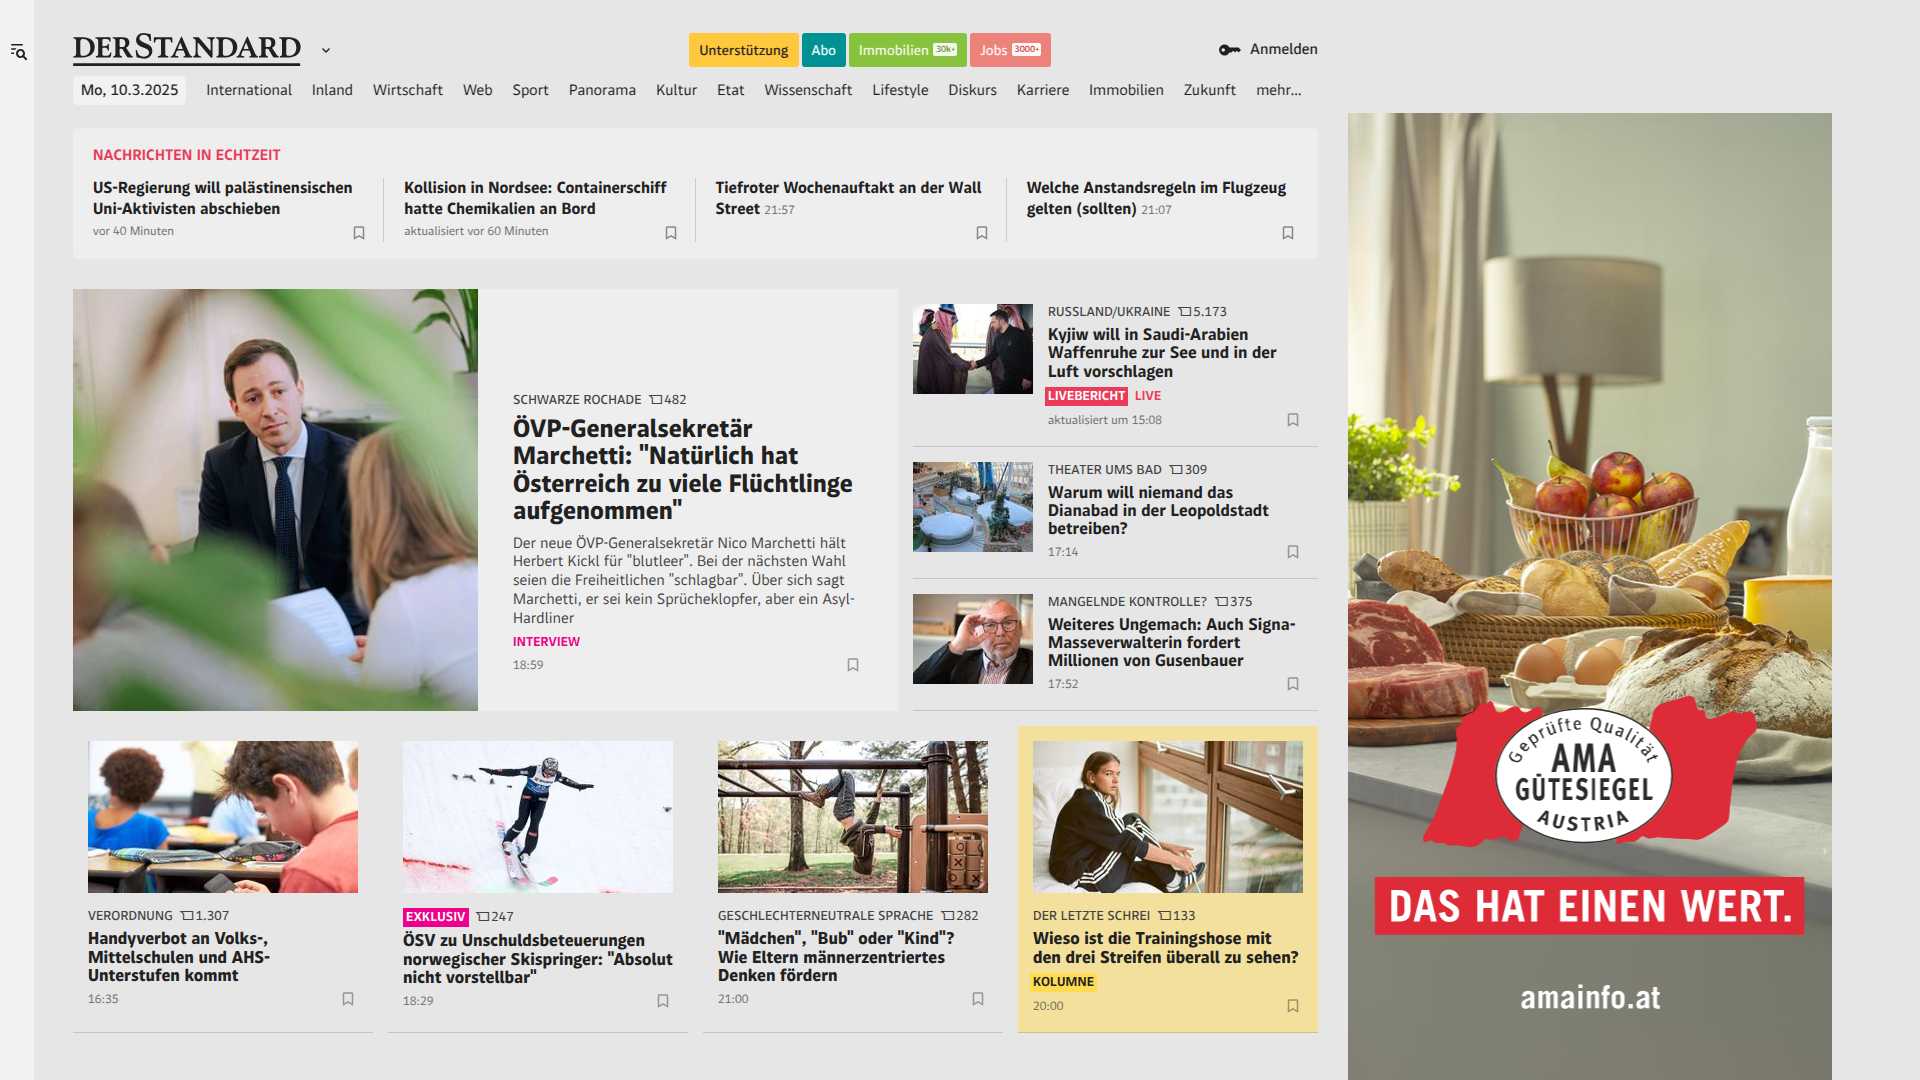 DERSTANDARD
Unterstützung
Abo
Immobilien 30k+
Jobs 3000+
Anmelden
Mo, 10.3.2025
International
Inland
Wirtschaft
Web
Sport
Panorama
Kultur
Etat
Wissenschaft
Lifestyle
Diskurs
Karriere
Immobilien
Zukunft
mehr...
NACHRICHTEN IN ECHTZEIT
US-Regierung will palästinensischen
Uni-Aktivisten abschieben
vor 40 Minuten
Kollision in Nordsee: Containerschiff
hatte Chemikalien an Bord
aktualisiert vor 60 Minuten
Tiefroter Wochenauftakt an der Wall
Street 21:57
Welche Anstandsregeln im Flugzeug
gelten (sollten) 21:07
SCHWARZE ROCHADE 482
ÖVP-Generalsekretär
Marchetti: "Natürlich hat
Österreich zu viele Flüchtlinge
aufgenommen"
Der neue ÖVP-Generalsekretär Nico Marchetti hält
Herbert Kickl für "blutleer". Bei der nächsten Wahl
seien die Freiheitlichen "schlagbar". Über sich sagt
Marchetti, er sei kein Sprücheklopfer, aber ein Asyl-
Hardliner
INTERVIEW
18:59
RUSSLAND/UKRAINE 5.173
Kyjiw will in Saudi-Arabien
Waffenruhe zur See und in der
Luft vorschlagen
LIVEBERICHT LIVE
aktualisiert um 15:08
THEATER UMS BAD 309
Warum will niemand das
Dianabad in der Leopoldstadt
betreiben?
17:14
MANGELNDE KONTROLLE? 375
Weiteres Ungemach: Auch Signa-
Masseverwalterin fordert
Millionen von Gusenbauer
17:52
VERORDNUNG 1.307
Handyverbot an Volks-,
Mittelschulen und AHS-
Unterstufen kommt
16:35
EXKLUSIV 247
ÖSV zu Unschuldsbeteuerungen
norwegischer Skispringer: "Absolut
nicht vorstellbar"
18:29
GESCHLECHTERNEUTRALE SPRACHE 282
"Mädchen", "Bub" oder "Kind"?
Wie Eltern männerzentriertes
Denken fördern
21:00
DER LETZTE SCHREI 133
Wieso ist die Trainingshose mit
den drei Streifen überall zu sehen?
KOLUMNE
20:00
Geprüfte Qualität
AMA
GÜTESIEGEL
AUSTRIA
DAS HAT EINEN WERT.
amainfo.at